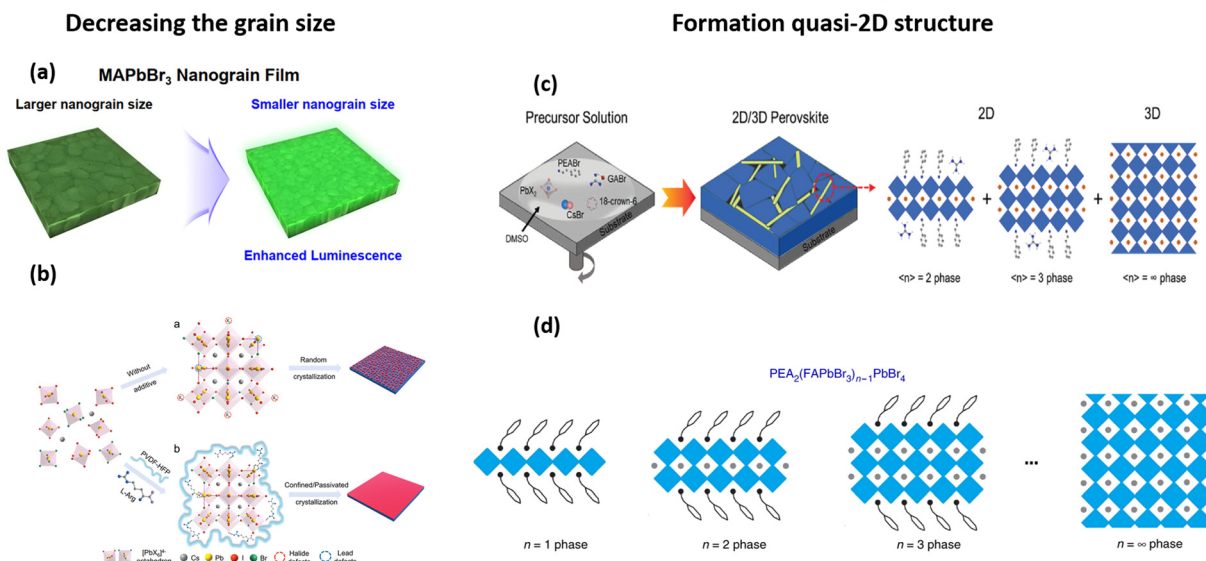 Decreasing the grain size
Formation quasi-2D structure
(a)
MAPbBr₃ Nanograin Film
Larger nanograin size
Smaller nanograin size
Enhanced Luminescence
(b)
a
Without
additive
Random
crystallization
PVDF-HFP
L-Arg
b
Confined/Passivated
crystallization
[PbX₆]⁴⁻
octahedron
Cs
Pb
I
Br
Halide
defects
Lead
defects
(c)
Precursor Solution
2D/3D Perovskite
2D
3D
PEABr
GABr
PbX₂
18-crown-6
CsBr
DMSO
Substrate
Substrate
+
+
<n> = 2 phase
<n> = 3 phase
<n> = ∞ phase
(d)
PEA₂(FAPbBr₃)ₙ₋₁PbBr₄
...
n = 1 phase
n = 2 phase
n = 3 phase
n = ∞ phase